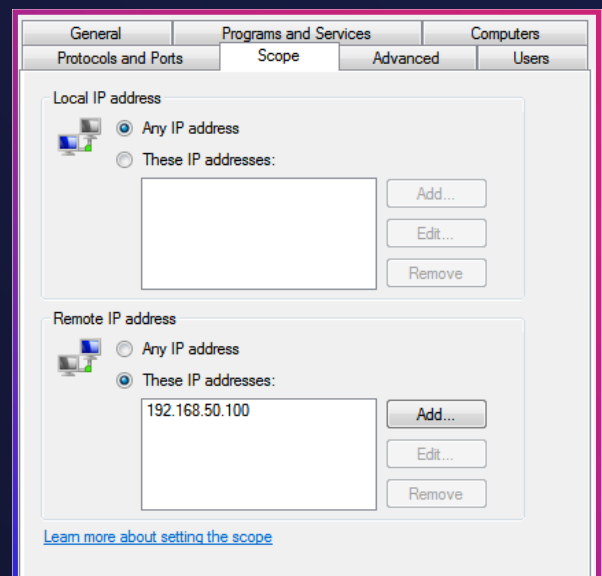 General Programs and Services Computers
Protocols and Ports Scope Advanced Users
Local IP address
Any IP address
These IP addresses:
Add...
Edit...
Remove
Remote IP address
Any IP address
These IP addresses:
192.168.50.100
Add...
Edit...
Remove
Learn more about setting the scope